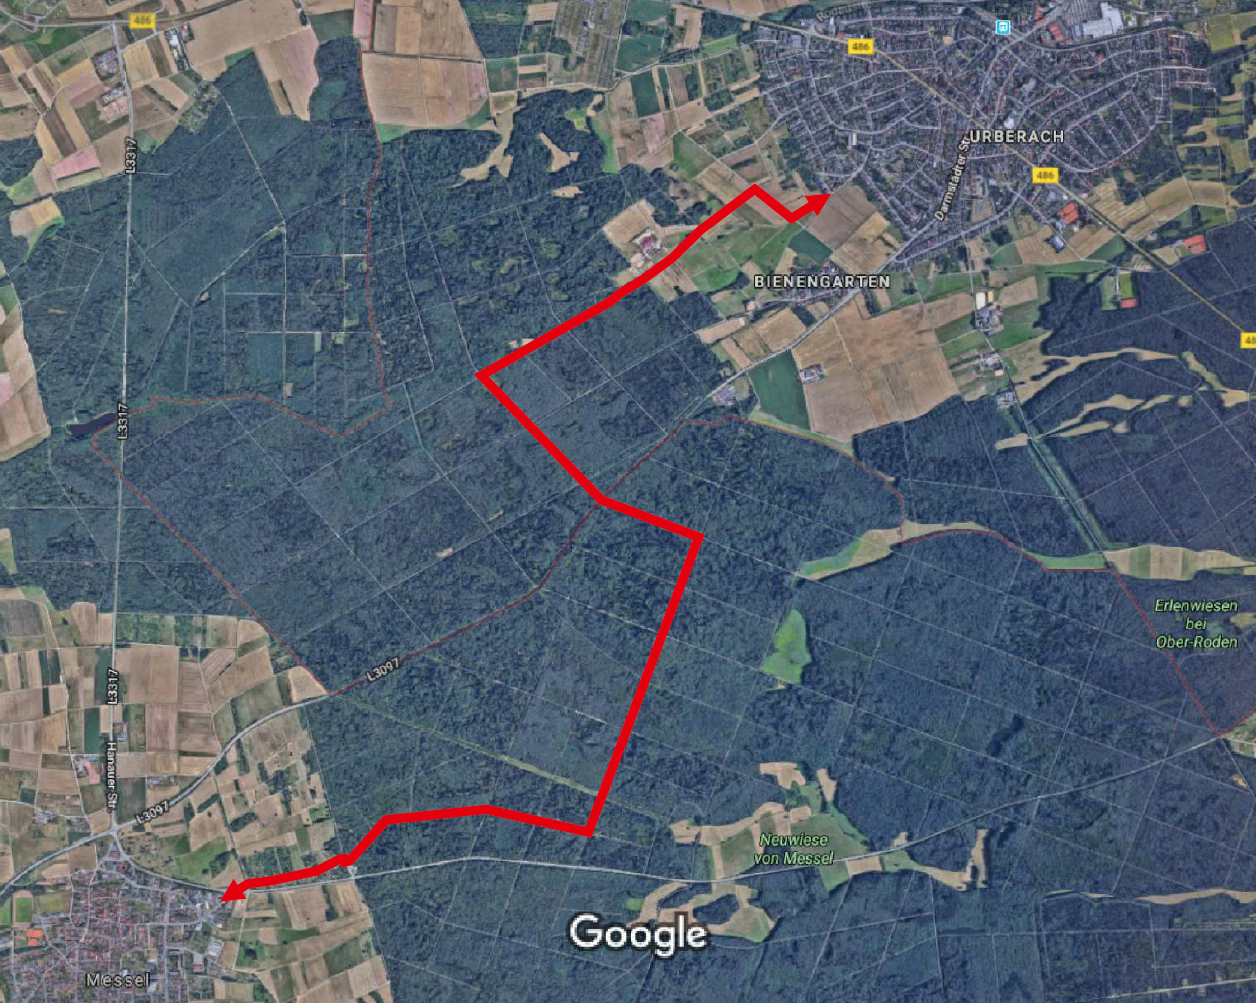 486
486
URBERACH
Darmstädter Str.
486
L3317
BIENENGARTEN
L3317
Erlenwiesen
bei
Ober-Roden
L3097
L3317
Hanauer Str.
L3097
Neuwiese
von Messel
Google
Messel